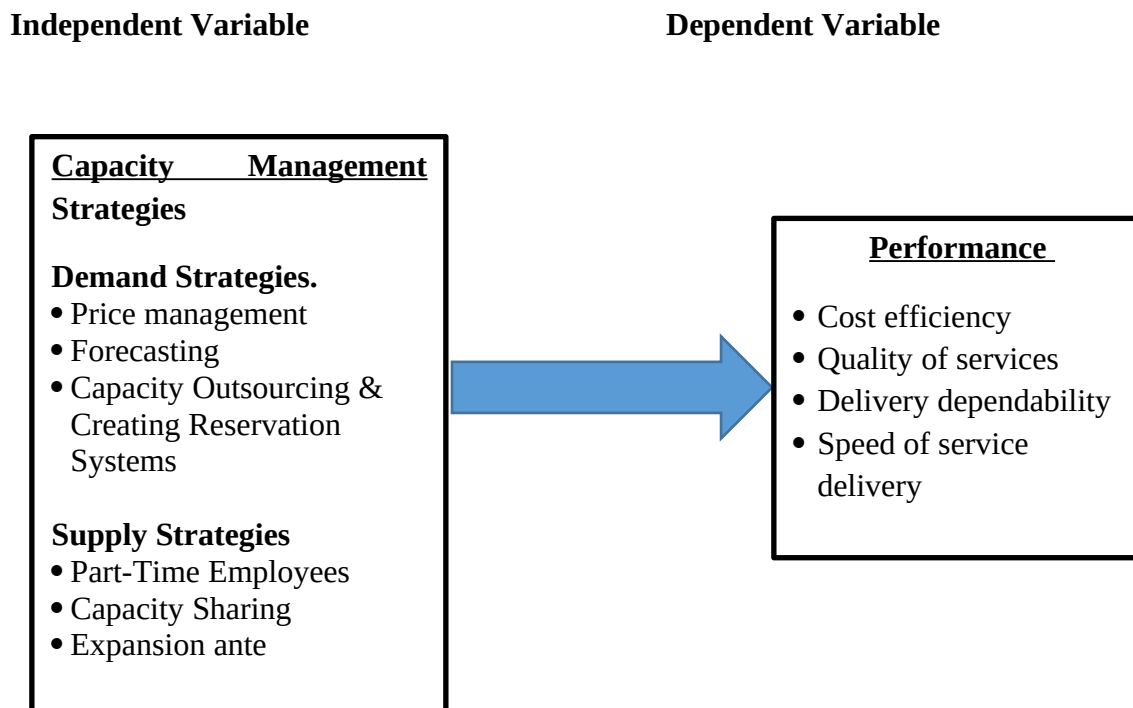 Independent Variable
Dependent Variable
Capacity Management
Strategies
Demand Strategies.
• Price management
• Forecasting
• Capacity Outsourcing &
Creating Reservation
Systems
Supply Strategies
• Part-Time Employees
• Capacity Sharing
• Expansion ante
Performance
• Cost efficiency
• Quality of services
• Delivery dependability
• Speed of service
delivery